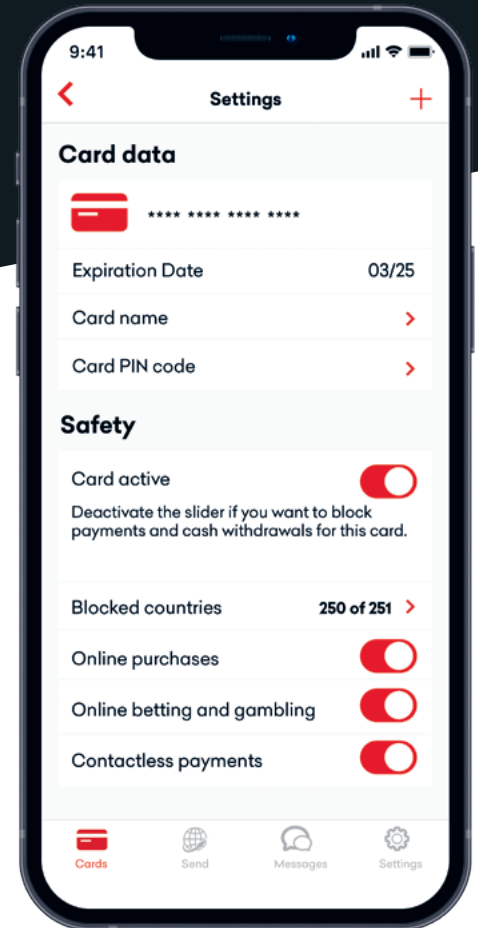 9:41
Settings
Card data
**** **** **** ****
Expiration Date 03/25
Card name
Card PIN code
Safety
Card active
Deactivate the slider if you want to block
payments and cash withdrawals for this card.
Blocked countries 250 of 251
Online purchases
Online betting and gambling
Contactless payments
Cards Send Messages Settings